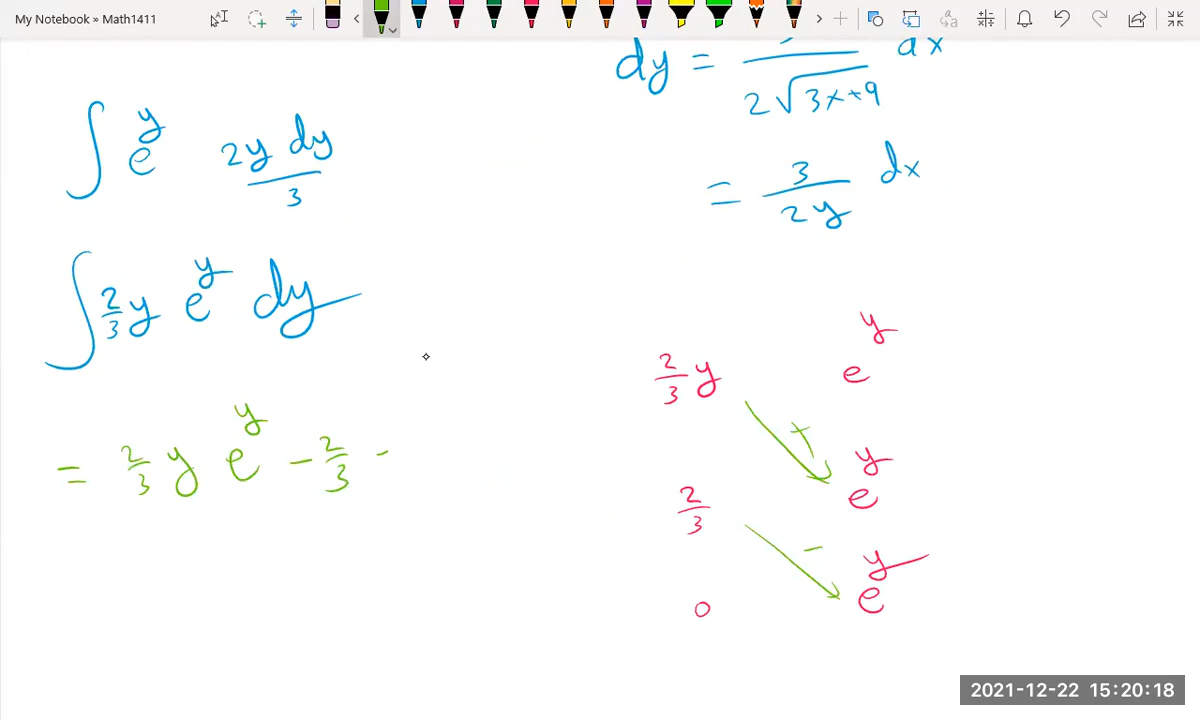 My Notebook » Math1411
dy = / 2√3x+9 dx
∫ e^y 2y dy / 3
= 3 / 2y dx
∫ 2/3 y e^y dy
2/3 y e^y
+
= 2/3 y e^y - 2/3 -
2/3 e^y
-
0 e^y
2021-12-22 15:20:18